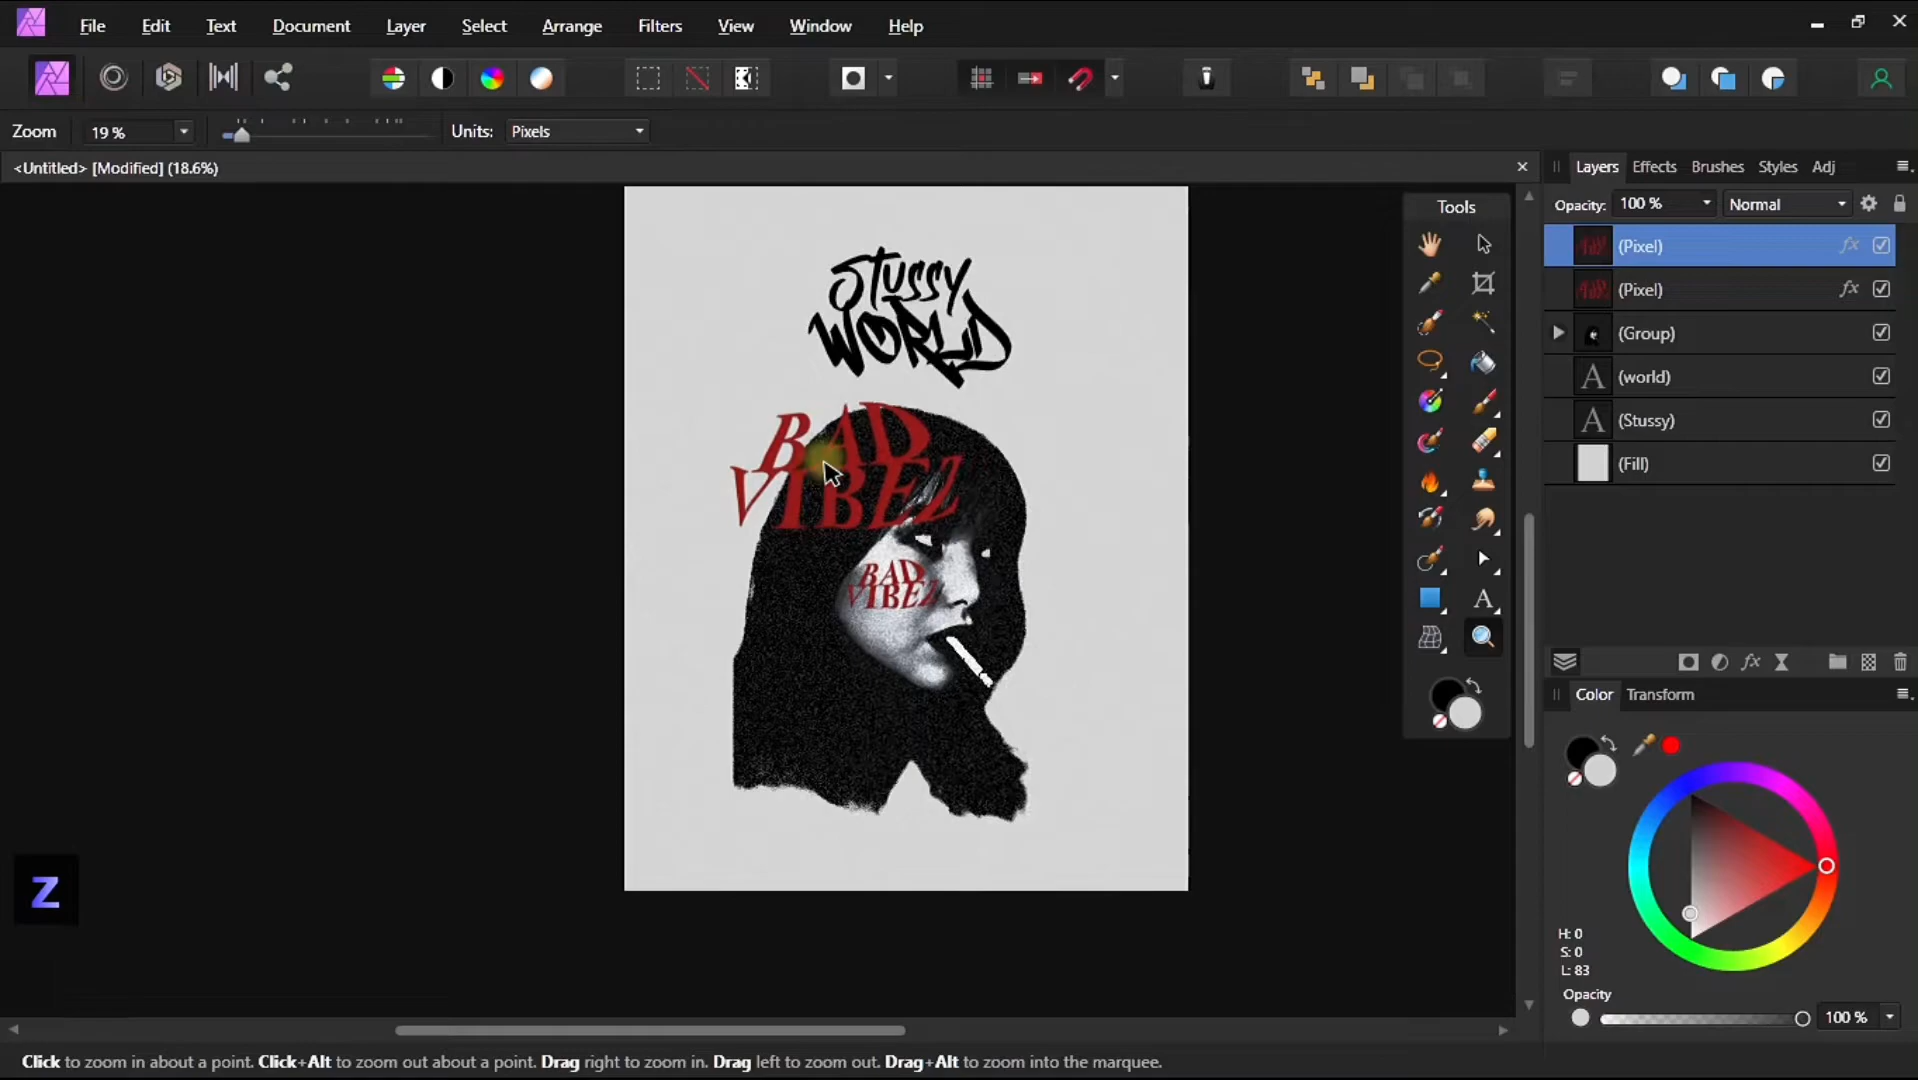 File Edit Text Document Layer Select Arrange Filters View Window Help
Zoom 19 % Units: Pixels
<Untitled> [Modified] (18.6%)
Stussy
WORLD
BAD
VIBEZ
BAD
VIBEZ
Z
Tools
Layers Effects Brushes Styles Adj
Opacity: 100 % Normal
(Pixel) fx
(Pixel) fx
(Group)
A (world)
A (Stussy)
(Fill)
A
fx
Color Transform
H: 0
S: 0
L: 83
Opacity
100 %
Click to zoom in about a point. Click+Alt to zoom out about a point. Drag right to zoom in. Drag left to zoom out. Drag+Alt to zoom into the marquee.